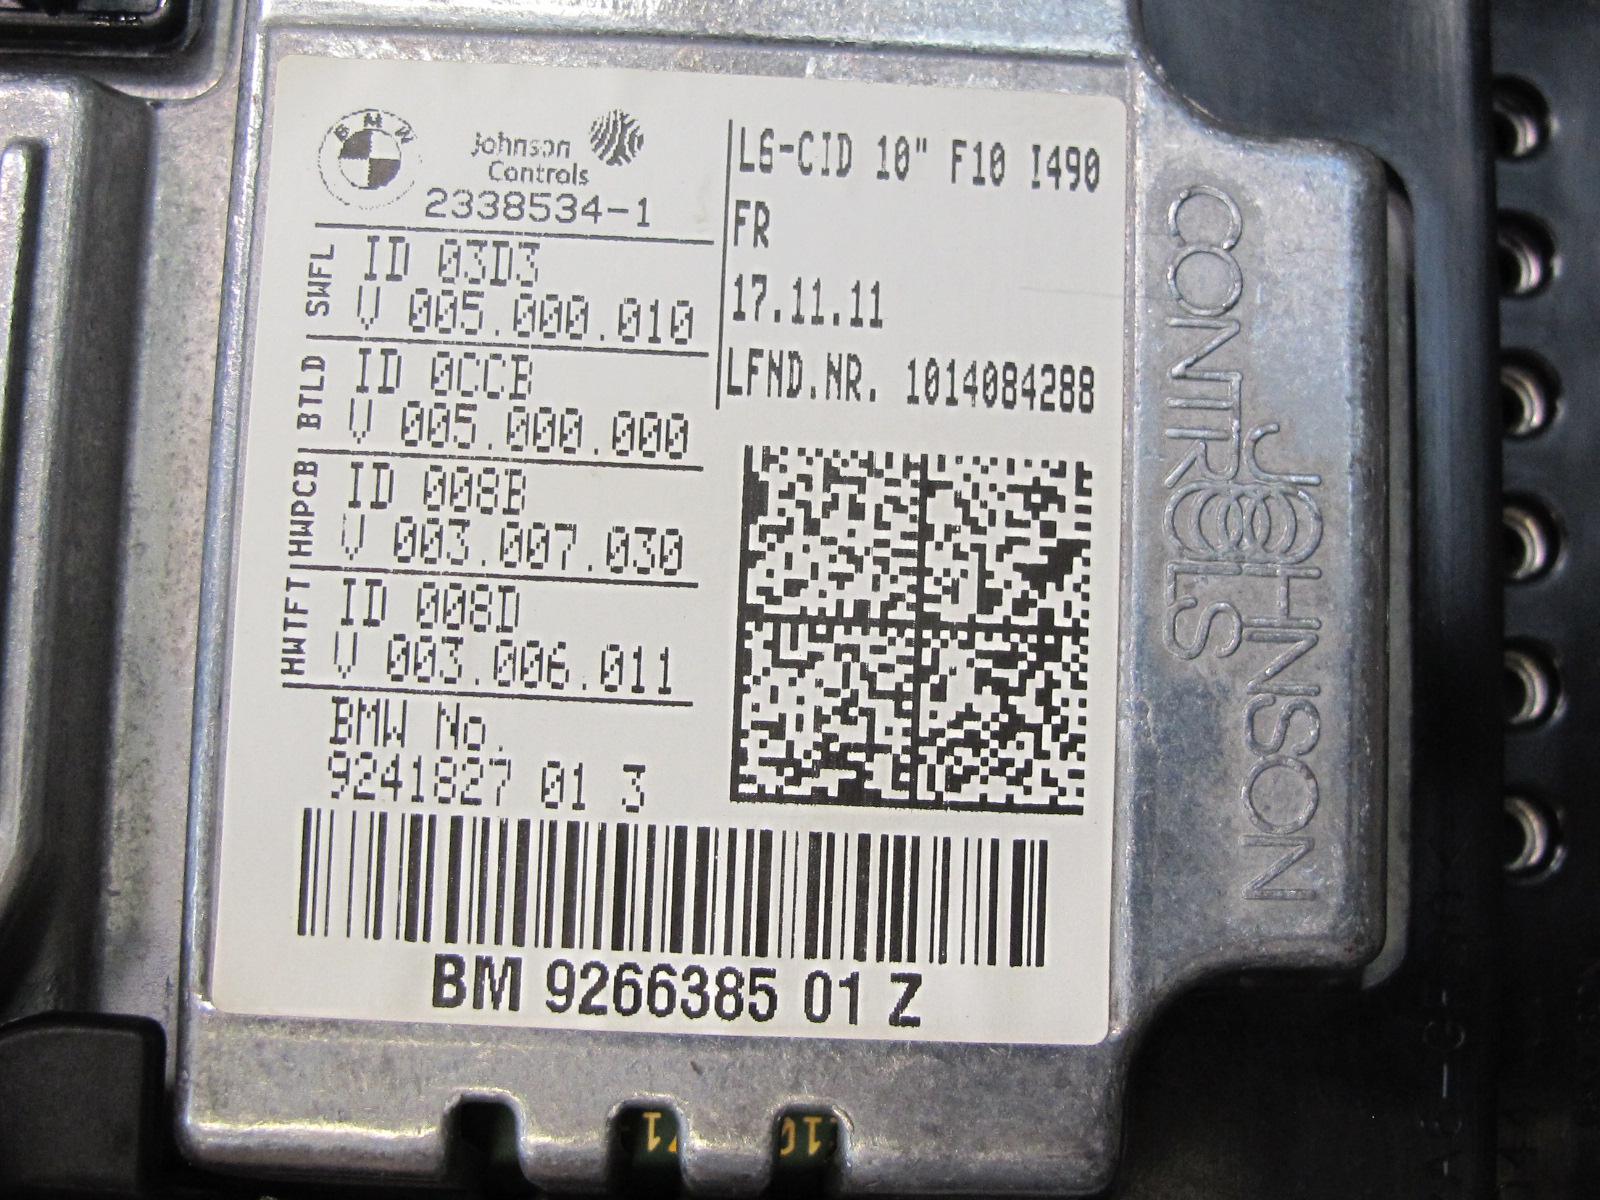 BMW
Johnson
Controls
2338534-1
SWFL
ID 03D3
V 005.000.010
BTLD
ID 0CCB
V 005.000.000
HWPCB
ID 008B
V 003.007.030
HWTFT
ID 008D
V 003.006.011
BMW No.
9241827 01 3
L6-CID 10" F10 I490
FR
17.11.11
LFND.NR. 1014084288
BM 9266385 01 Z
JOHNSON
CONTROLS